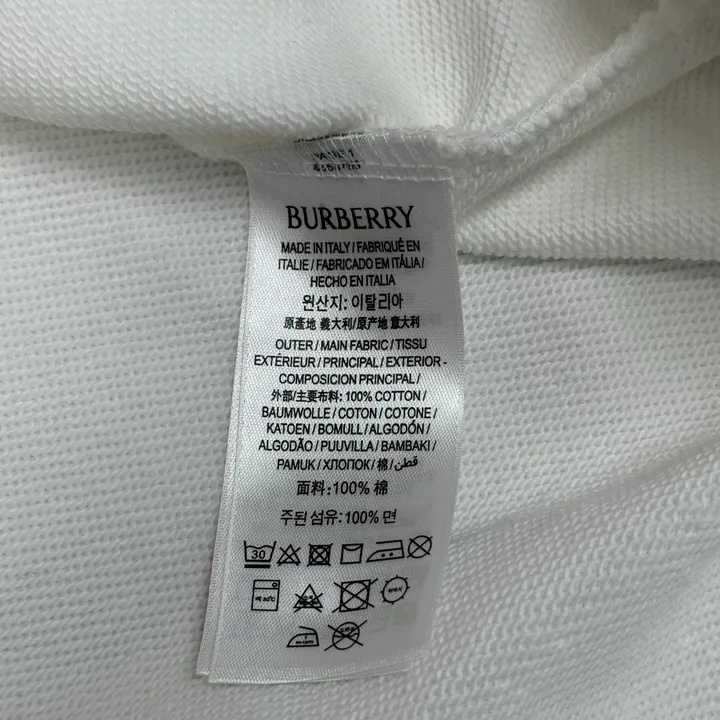 BURBERRY
MADE IN ITALY / FABRIQUÉ EN
ITALIE / FABRICADO EM ITÁLIA /
HECHO EN ITALIA
원산지: 이탈리아
原產地 義大利/原产地 意大利
OUTER / MAIN FABRIC / TISSU
EXTÉRIEUR / PRINCIPAL / EXTERIOR -
COMPOSICION PRINCIPAL /
外部/主要布料: 100% COTTON /
BAUMWOLLE / COTON / COTONE /
KATOEN / BOMULL / ALGODÓN /
ALGODÃO / PUUVILLA / BAMBAKI /
PAMUK / ХЛОПОК / 棉 / قطن
面料:100% 棉
주된 섬유:100% 면
30